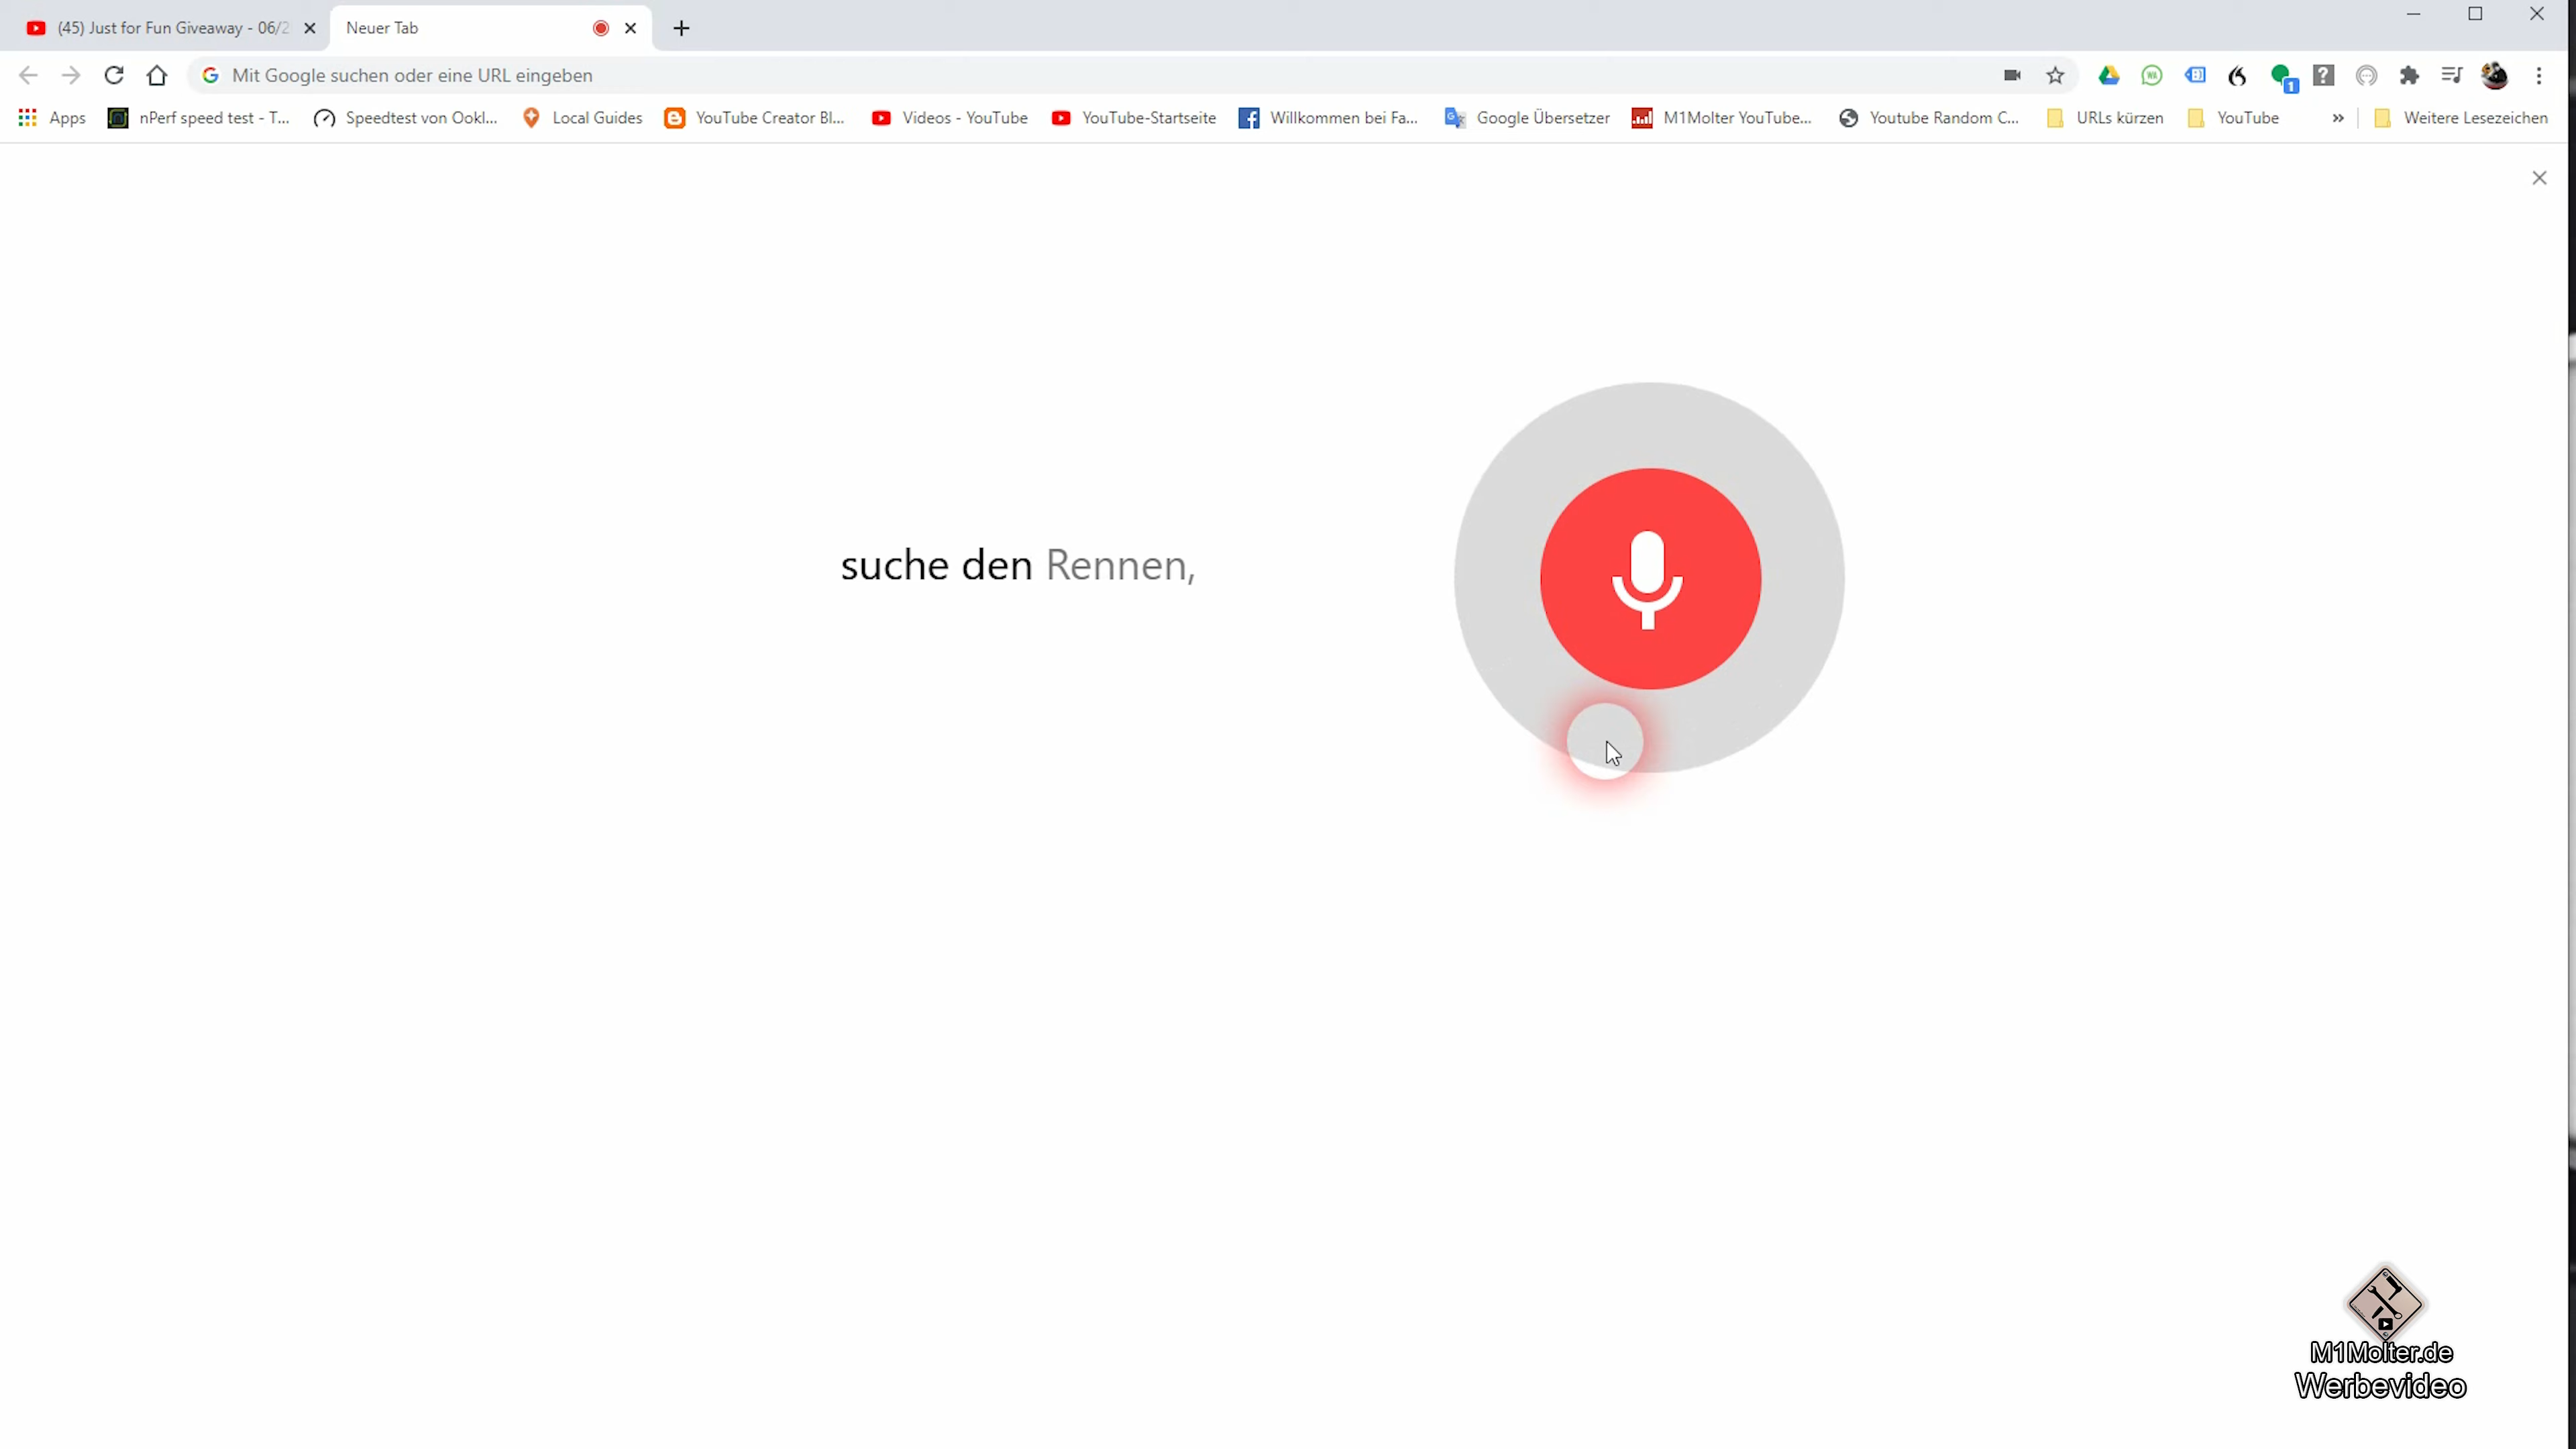 (45) Just for Fun Giveaway - 06/2
Neuer Tab
Mit Google suchen oder eine URL eingeben
1
Apps
nPerf speed test - T...
Speedtest von Ookl...
Local Guides
YouTube Creator Bl...
Videos - YouTube
YouTube-Startseite
Willkommen bei Fa...
Google Übersetzer
M1Molter YouTube...
Youtube Random C...
URLs kürzen
YouTube
»
Weitere Lesezeichen
suche den Rennen,
M1Molter.de
Werbevideo